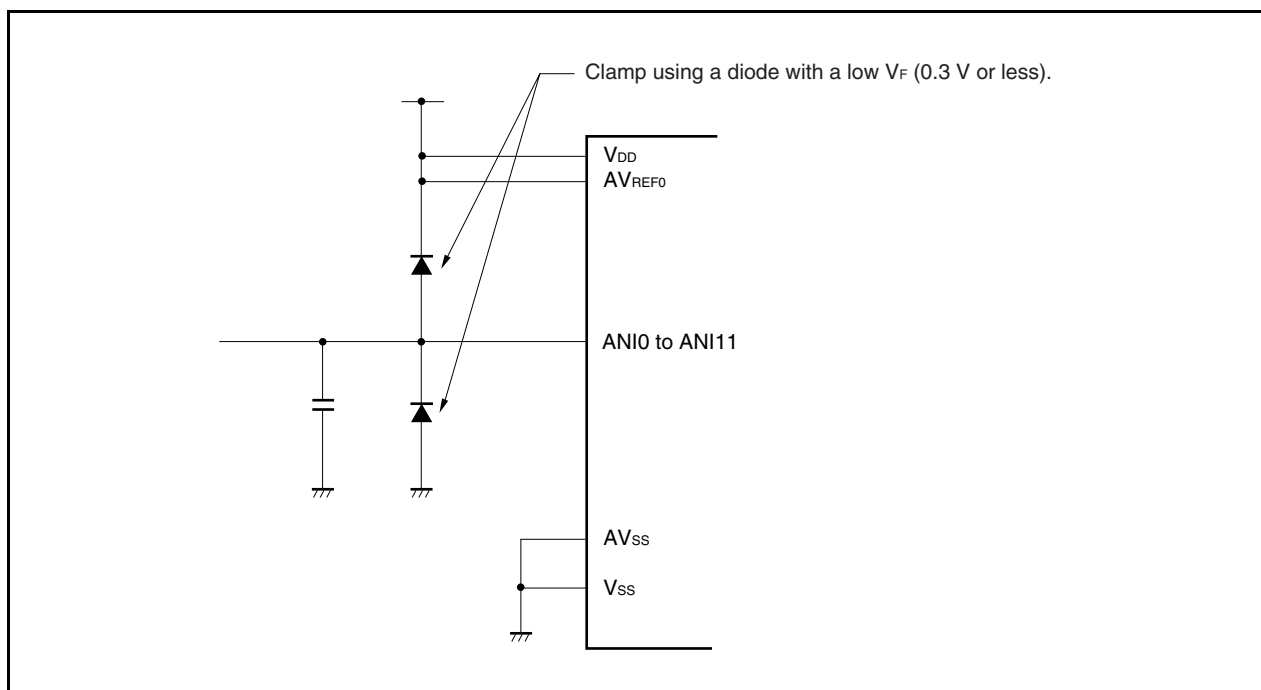 Clamp using a diode with a low VF (0.3 V or less).
VDD
AVREF0
ANI0 to ANI11
AVSS
VSS